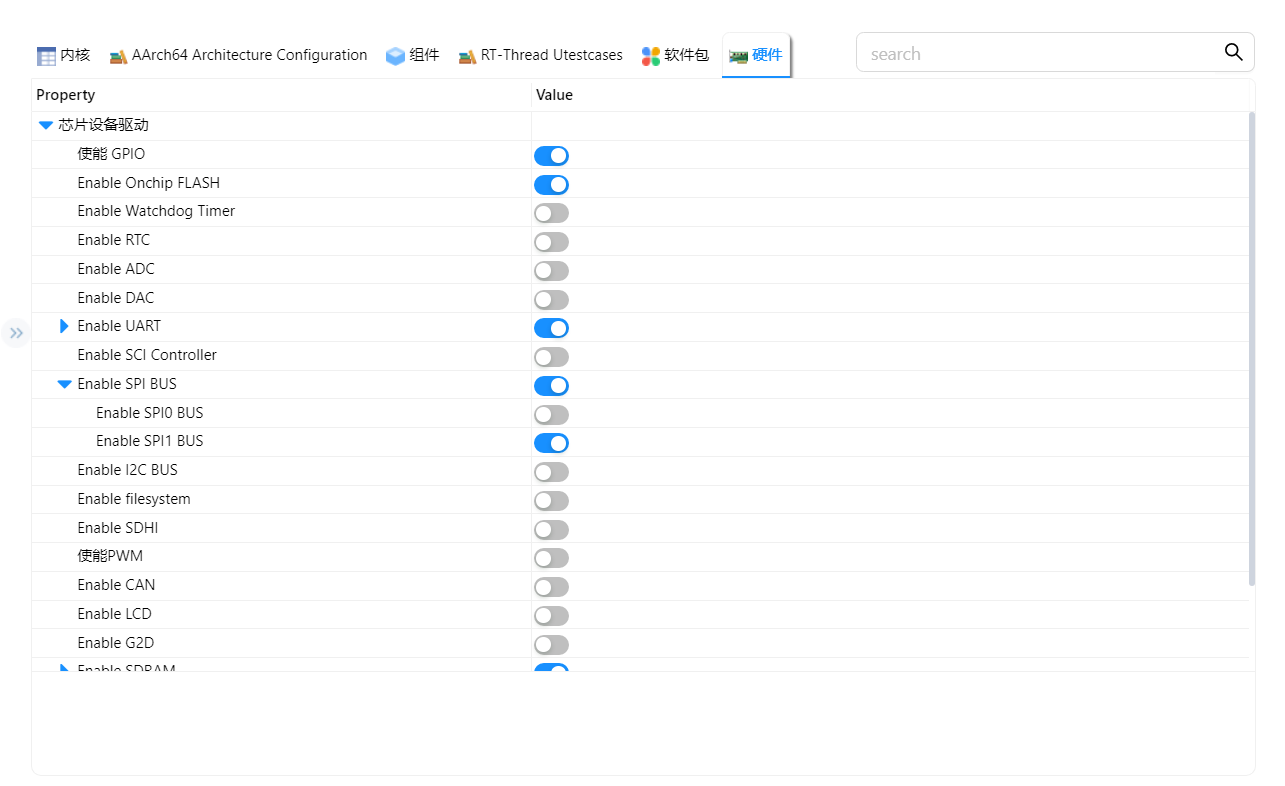 内核 AArch64 Architecture Configuration 组件 RT-Thread Utestcases 软件包 硬件 search
Property Value
芯片设备驱动
使能 GPIO
Enable Onchip FLASH
Enable Watchdog Timer
Enable RTC
Enable ADC
Enable DAC
Enable UART
Enable SCI Controller
Enable SPI BUS
Enable SPI0 BUS
Enable SPI1 BUS
Enable I2C BUS
Enable filesystem
Enable SDHI
使能PWM
Enable CAN
Enable LCD
Enable G2D
Enable SDRAM